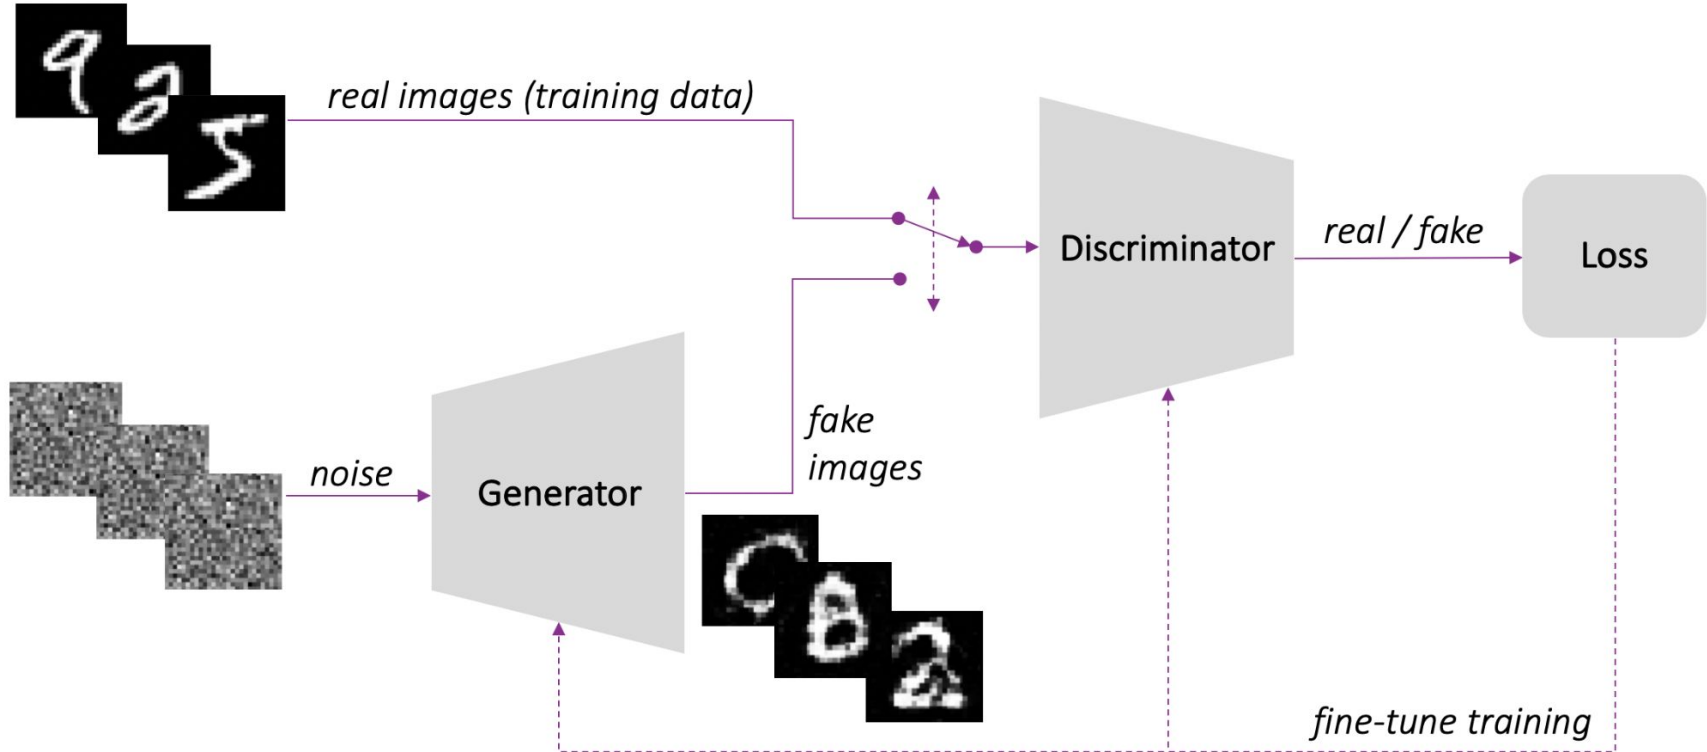 real images (training data)
Discriminator
real / fake
Loss
fake
images
noise
Generator
fine-tune training